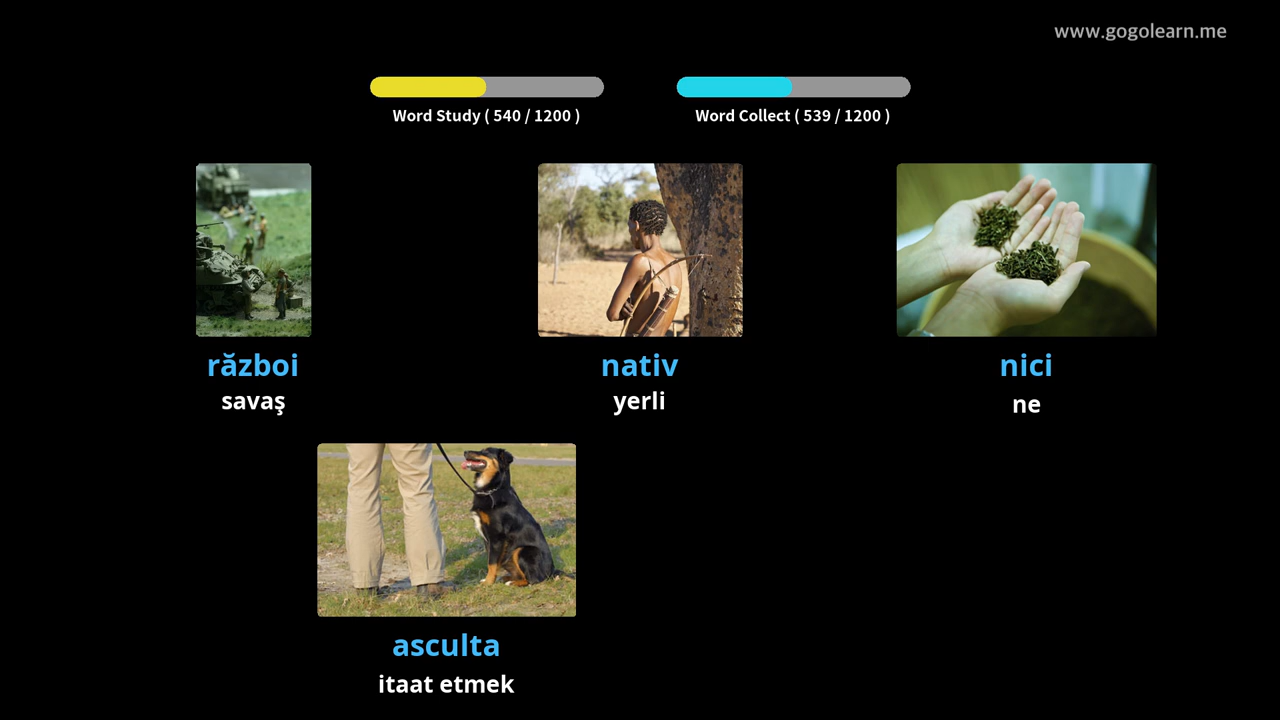 www.gogolearn.me
Word Study ( 540 / 1200 )
Word Collect ( 539 / 1200 )
război
savaş
nativ
yerli
nici
ne
asculta
itaat etmek